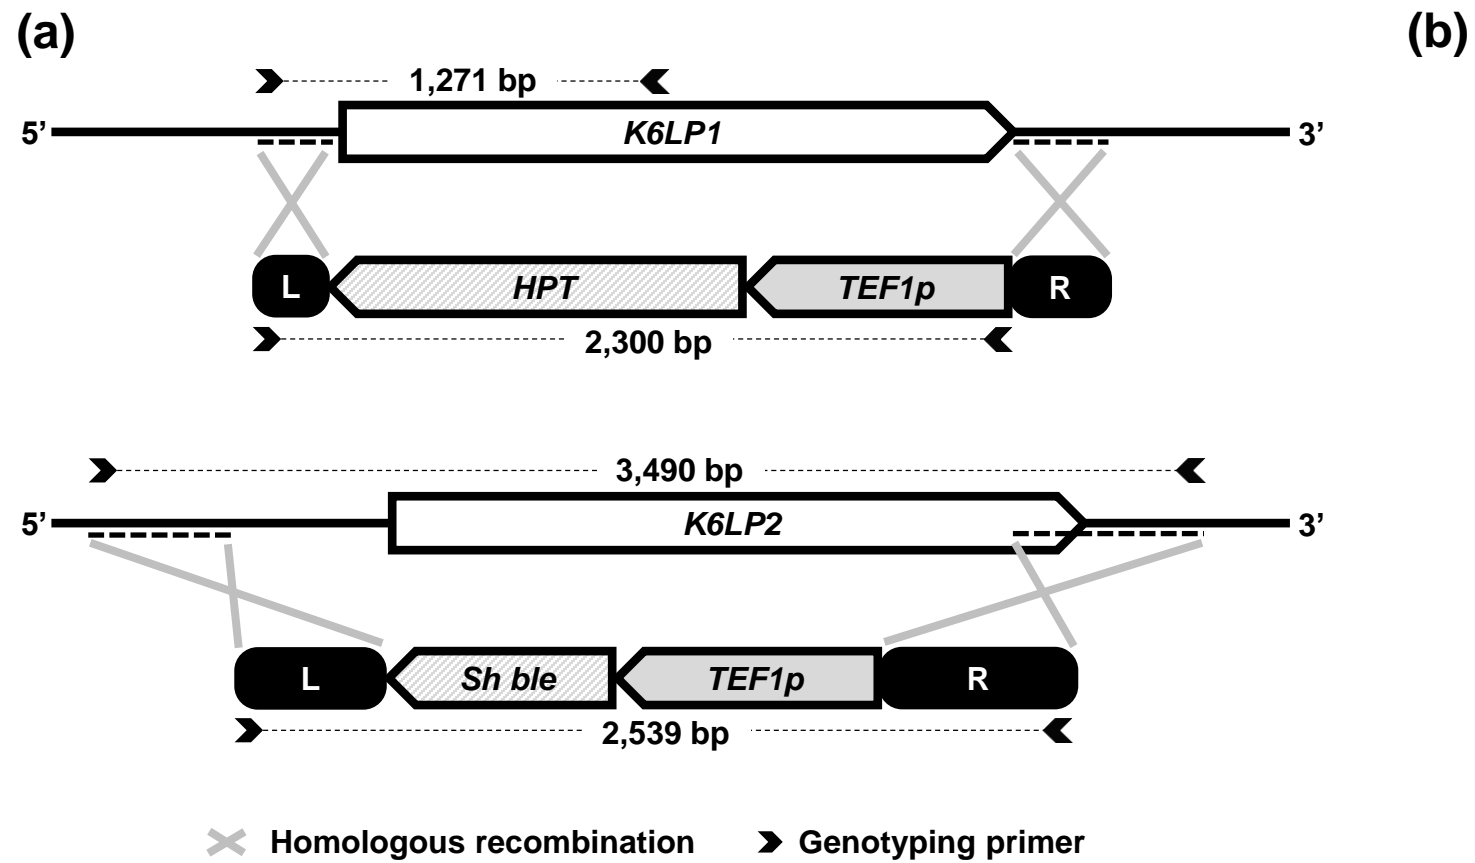 (a) (b)
1,271 bp
5’ K6LP1 3’
L HPT TEF1p R
2,300 bp
3,490 bp
5’ K6LP2 3’
L Sh ble TEF1p R
2,539 bp
Homologous recombination Genotyping primer